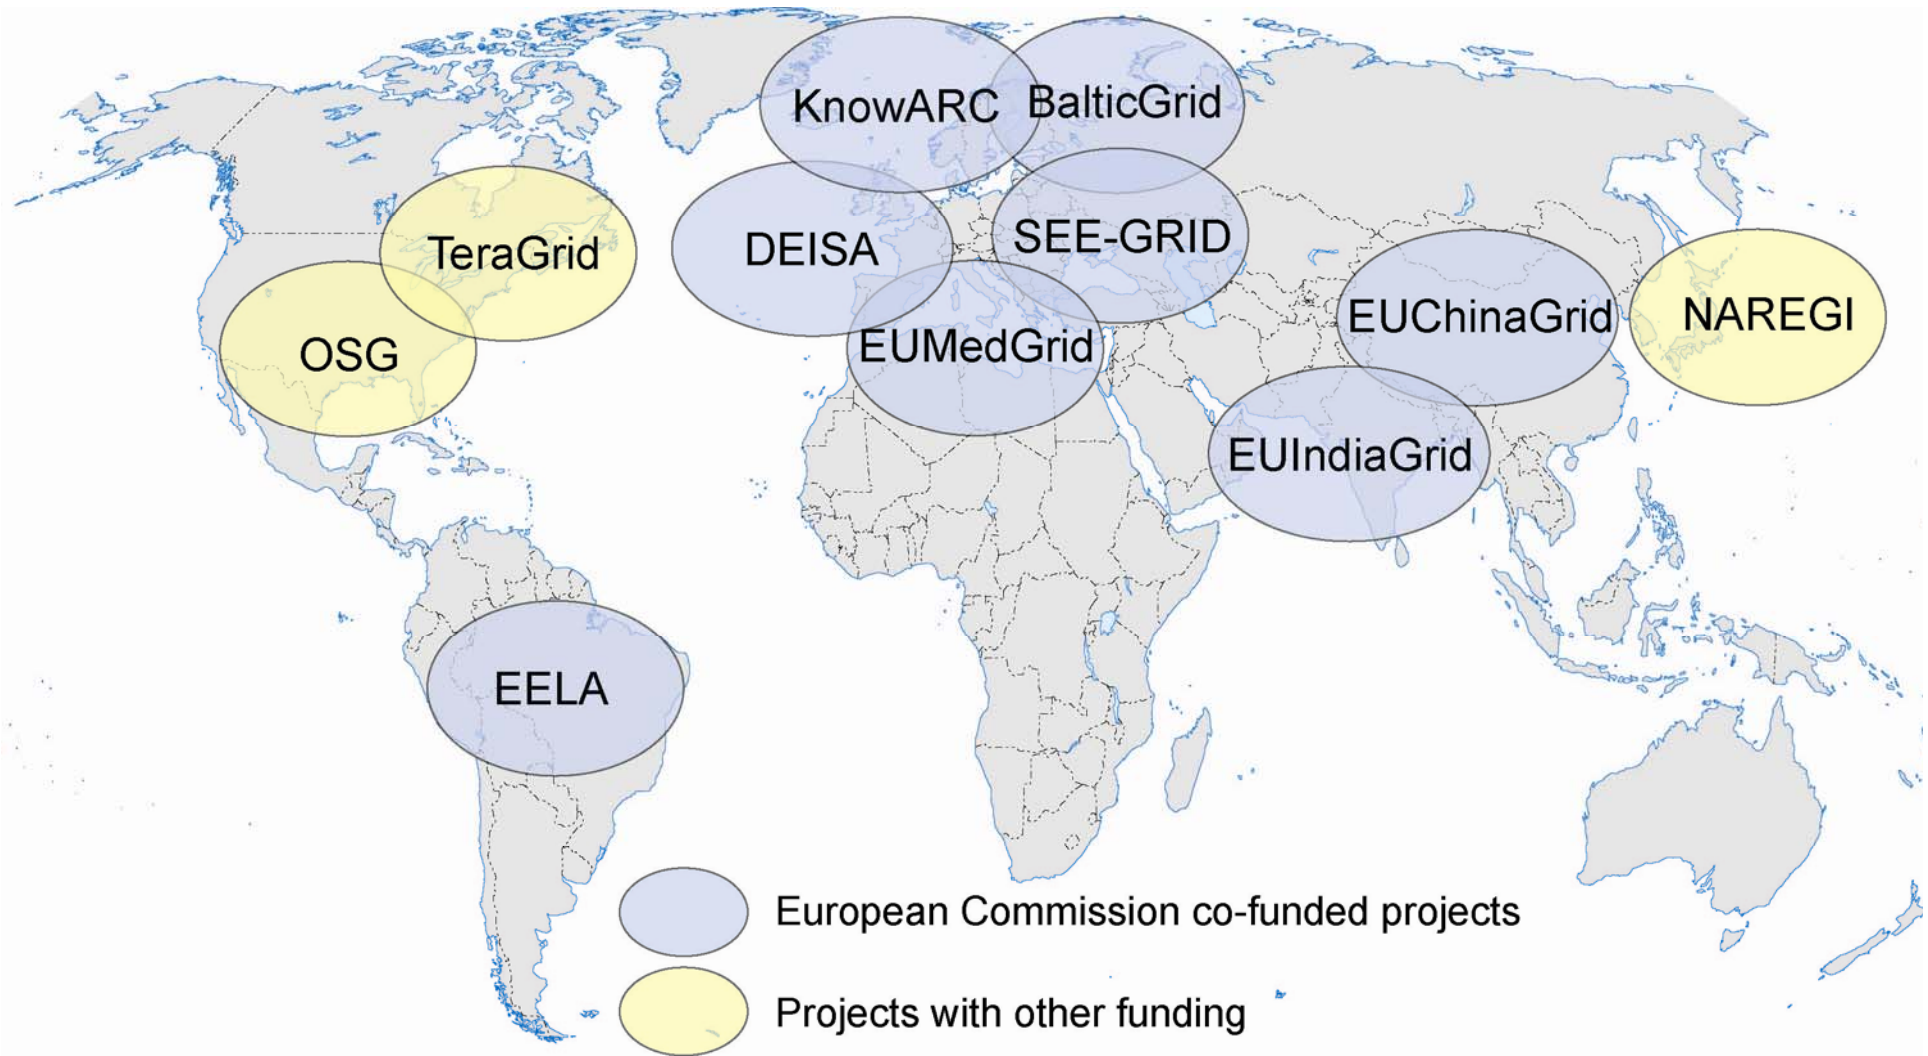 KnowARC
BalticGrid
TeraGrid
DEISA
SEE-GRID
OSG
EUMedGrid
EUChinaGrid
NAREGI
EUIndiaGrid
EELA
European Commission co-funded projects
Projects with other funding